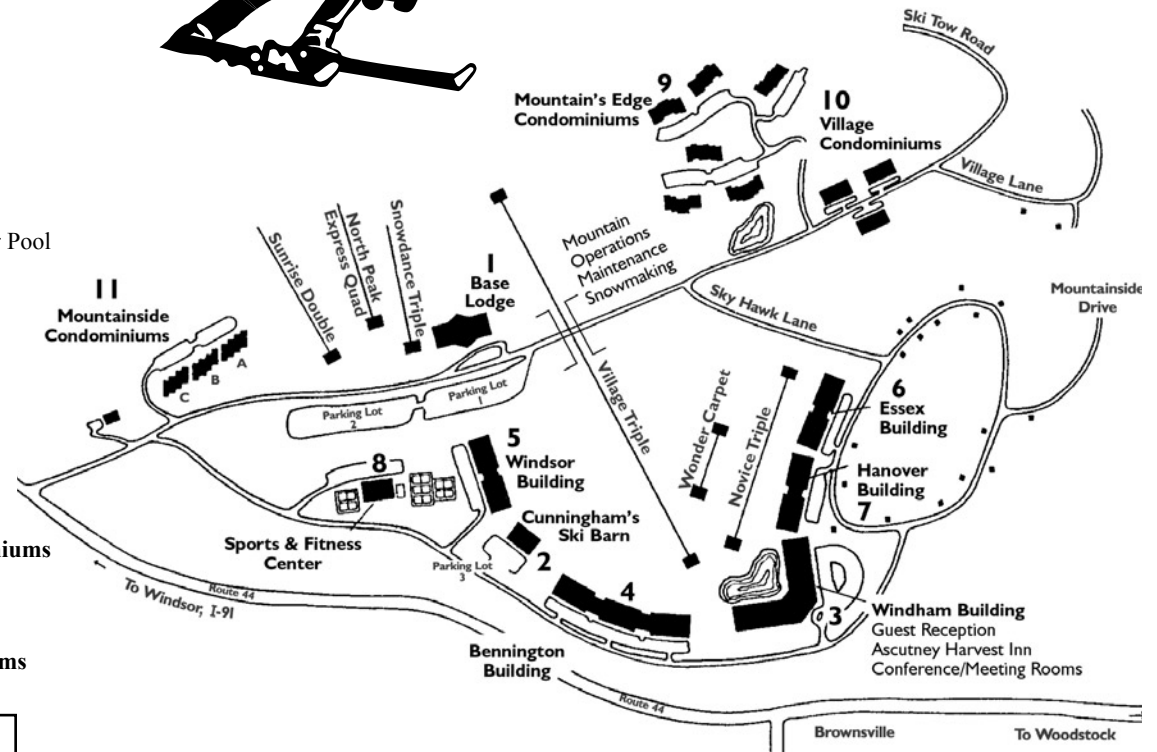 Ski Tow Road
9
Mountain's Edge
Condominiums
10
Village
Condominiums
Village Lane
Pool
Mountain
Operations
Maintenance
Snowmaking
Sunrise Double
North Peak
Express Quad
Snowdance Triple
1
Base
Lodge
11
Mountainside
Condominiums
A
B
C
Sky Hawk Lane
Mountainside
Drive
Parking Lot
1
Parking Lot
2
Village Triple
Wonder Carpet
Novice Triple
6
Essex
Building
Hanover
Building
7
5
Windsor
Building
8
Cunningham's
Ski Barn
2
Sports & Fitness
Center
Parking Lot
3
4
niums
← To Windsor, I-91
Route 44
3
Windham Building
Guest Reception
Ascutney Harvest Inn
Conference/Meeting Rooms
Bennington
Building
ms
Route 44
Brownsville
To Woodstock